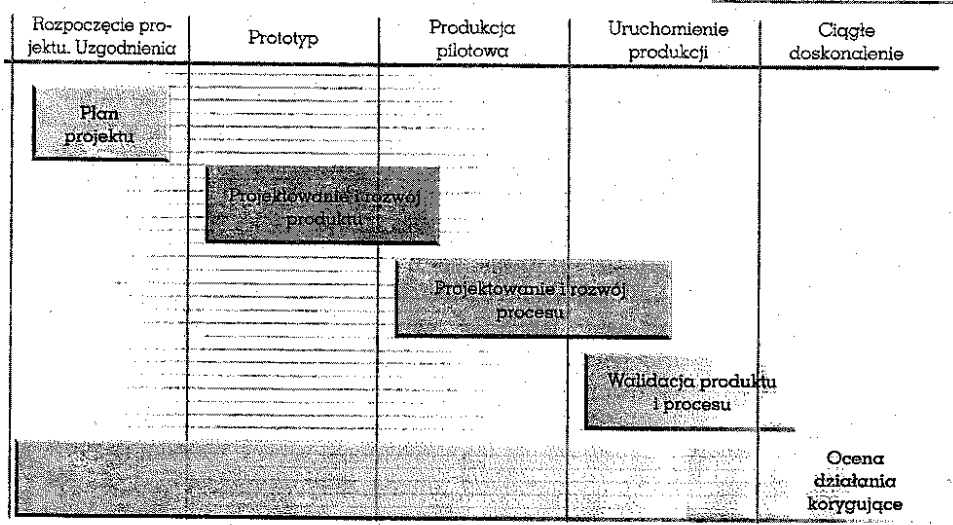 Rozpoczęcie pro-
jektu. Uzgodnienia
Prototyp
Produkcja
pilotowa
Uruchomienie
produkcji
Ciągłe
doskonalenie
Plan
projektu
Projektowanie i rozwój
produktu
Projektowanie i rozwój
procesu
Walidacja produktu
i procesu
Ocena
działania
korygujące